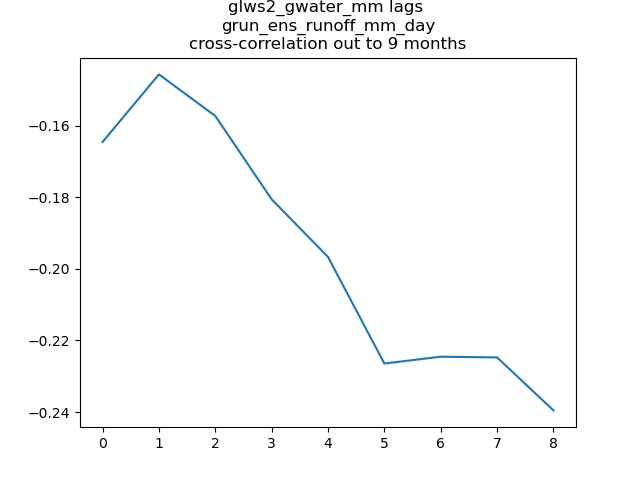 glws2_gwater_mm lags
grun_ens_runoff_mm_day
cross-correlation out to 9 months
−0.16
−0.18
−0.20
−0.22
−0.24
0 1 2 3 4 5 6 7 8